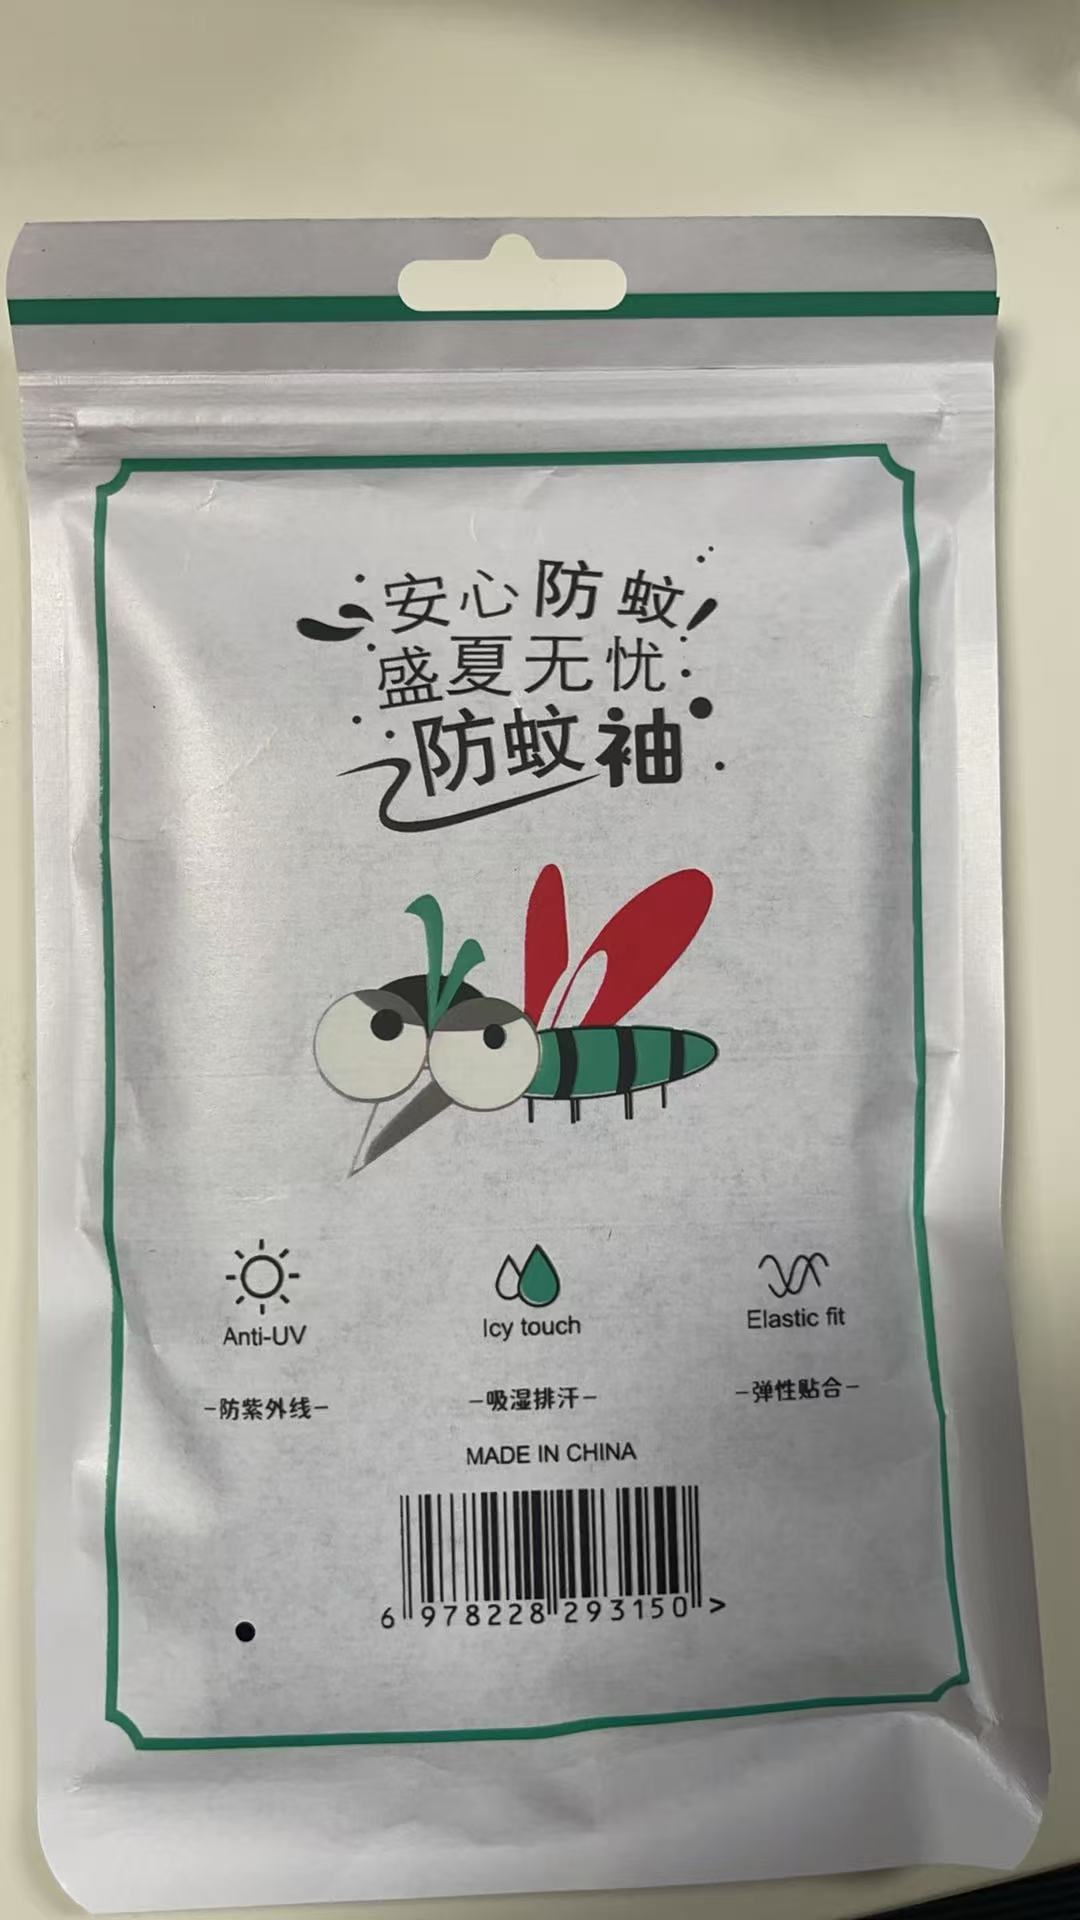 安心防蚊
盛夏无忧
防蚊袖
Anti-UV
Icy touch
Elastic fit
-防紫外线-
-吸湿排汗-
-弹性贴合-
MADE IN CHINA
6 978228 293150 >